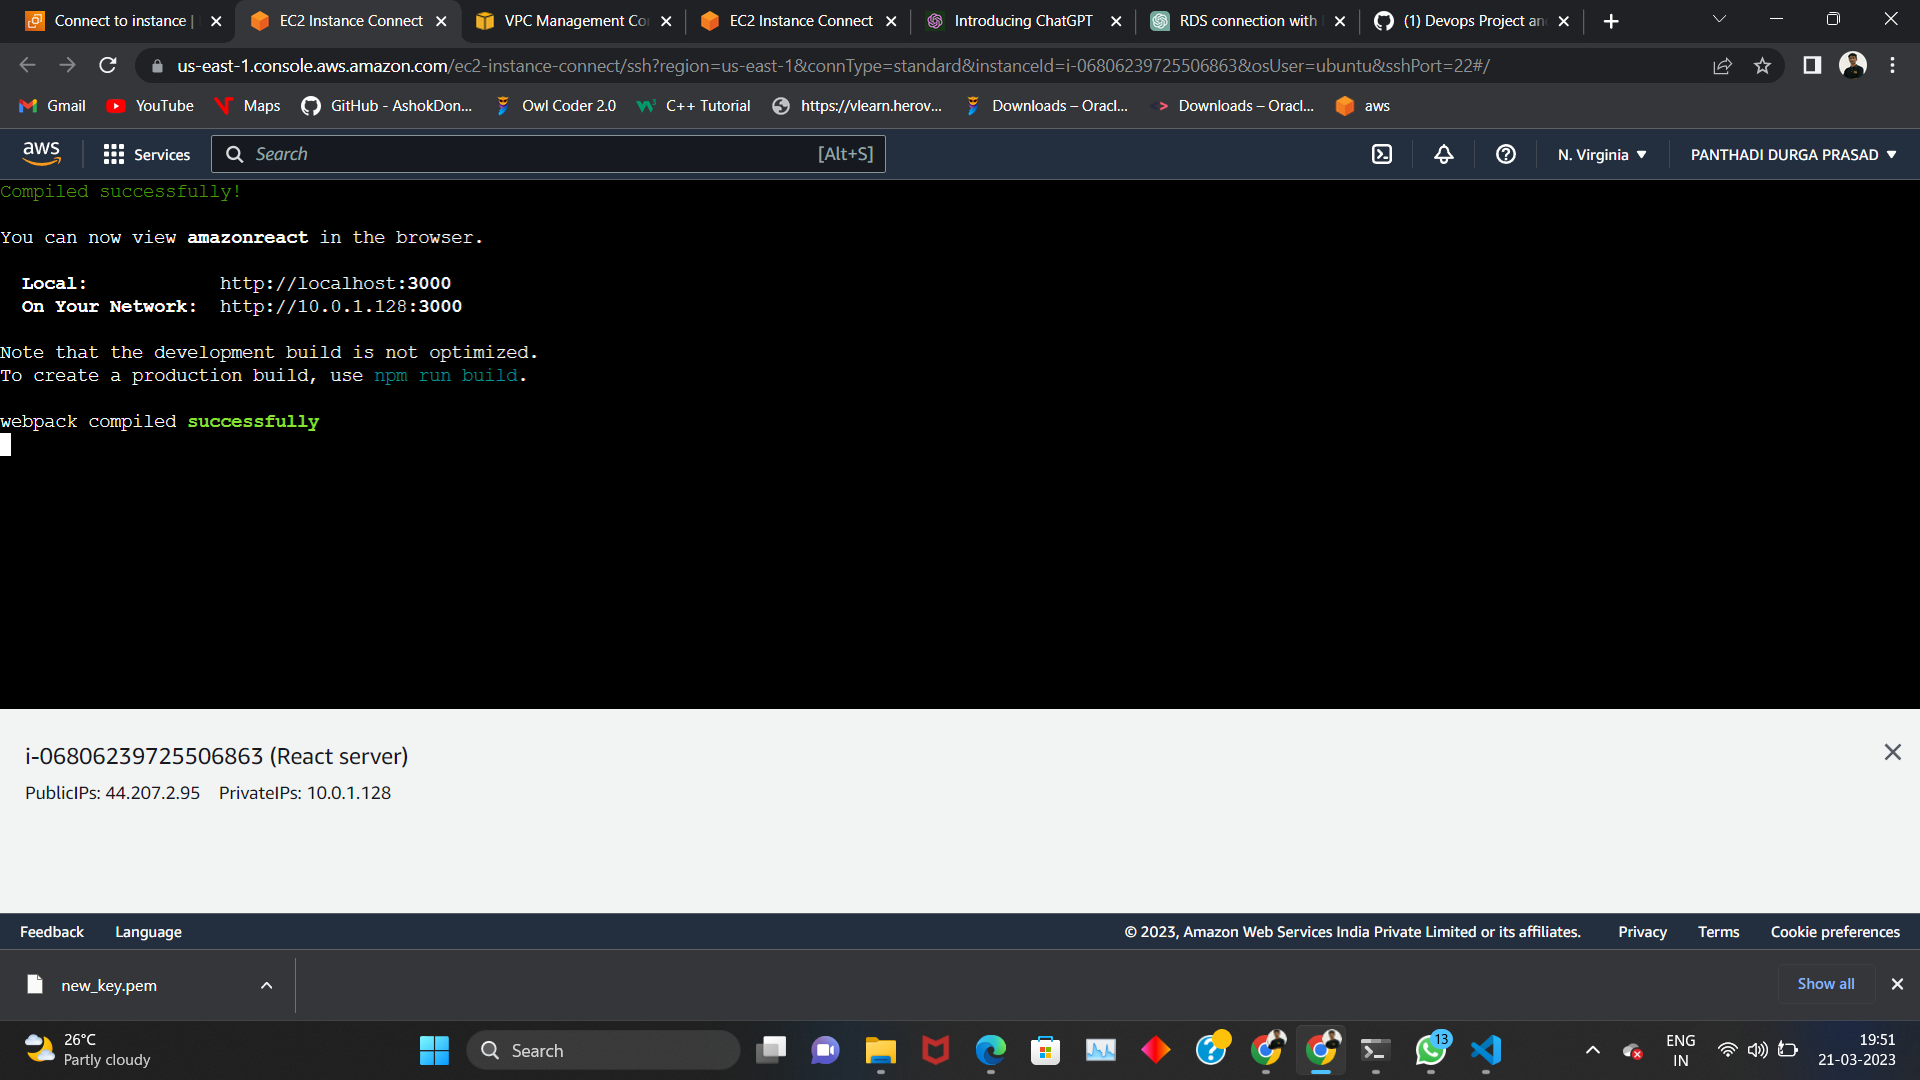 Connect to instance |
EC2 Instance Connect
VPC Management Co
EC2 Instance Connect
Introducing ChatGPT
RDS connection with
(1) Devops Project an
us-east-1.console.aws.amazon.com/ec2-instance-connect/ssh?region=us-east-1&connType=standard&instanceId=i-06806239725506863&osUser=ubuntu&sshPort=22#/
Gmail YouTube Maps GitHub - AshokDon... Owl Coder 2.0 C++ Tutorial https://vlearn.herov... Downloads – Oracl... Downloads – Oracl... aws
aws Services Search [Alt+S] N. Virginia PANTHADI DURGA PRASAD
Compiled successfully!
You can now view amazonreact in the browser.
Local: http://localhost:3000
On Your Network: http://10.0.1.128:3000
Note that the development build is not optimized.
To create a production build, use npm run build.
webpack compiled successfully
i-06806239725506863 (React server)
PublicIPs: 44.207.2.95 PrivateIPs: 10.0.1.128
Feedback Language © 2023, Amazon Web Services India Private Limited or its affiliates. Privacy Terms Cookie preferences
new_key.pem Show all
26°C
Partly cloudy
Search
13
ENG
IN
19:51
21-03-2023